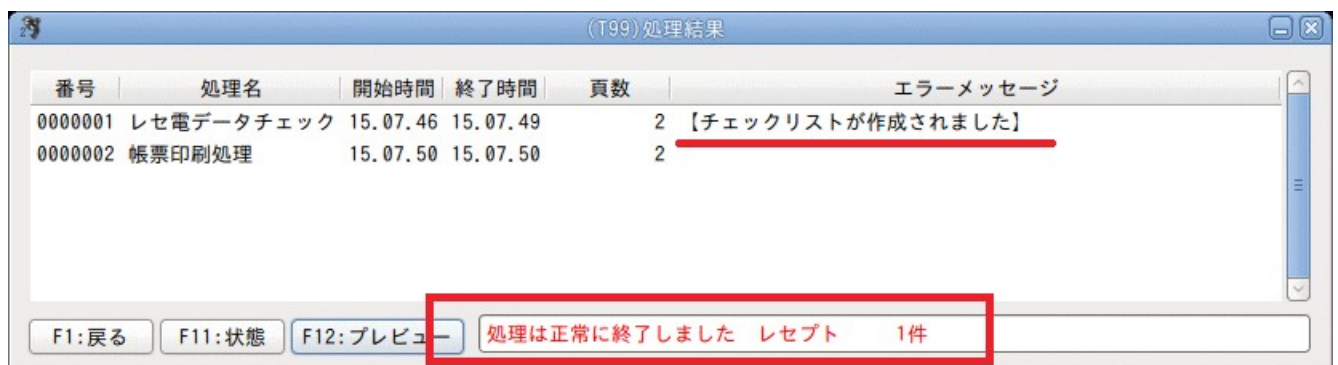 (T99)処理結果
番号 処理名 開始時間 終了時間 頁数 エラーメッセージ
0000001 レセ電データチェック 15.07.46 15.07.49 2 【チェックリストが作成されました】
0000002 帳票印刷処理 15.07.50 15.07.50 2
F1:戻る F11:状態 F12:プレビュー 処理は正常に終了しました レセプト 1件